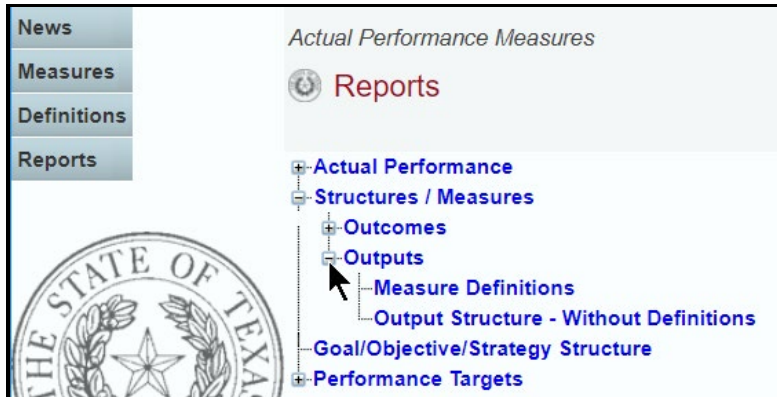 News
Measures
Definitions
Reports
Actual Performance Measures
Reports
Actual Performance
Structures / Measures
Outcomes
Outputs
Measure Definitions
Output Structure - Without Definitions
Goal/Objective/Strategy Structure
Performance Targets
THE STATE OF TEXAS